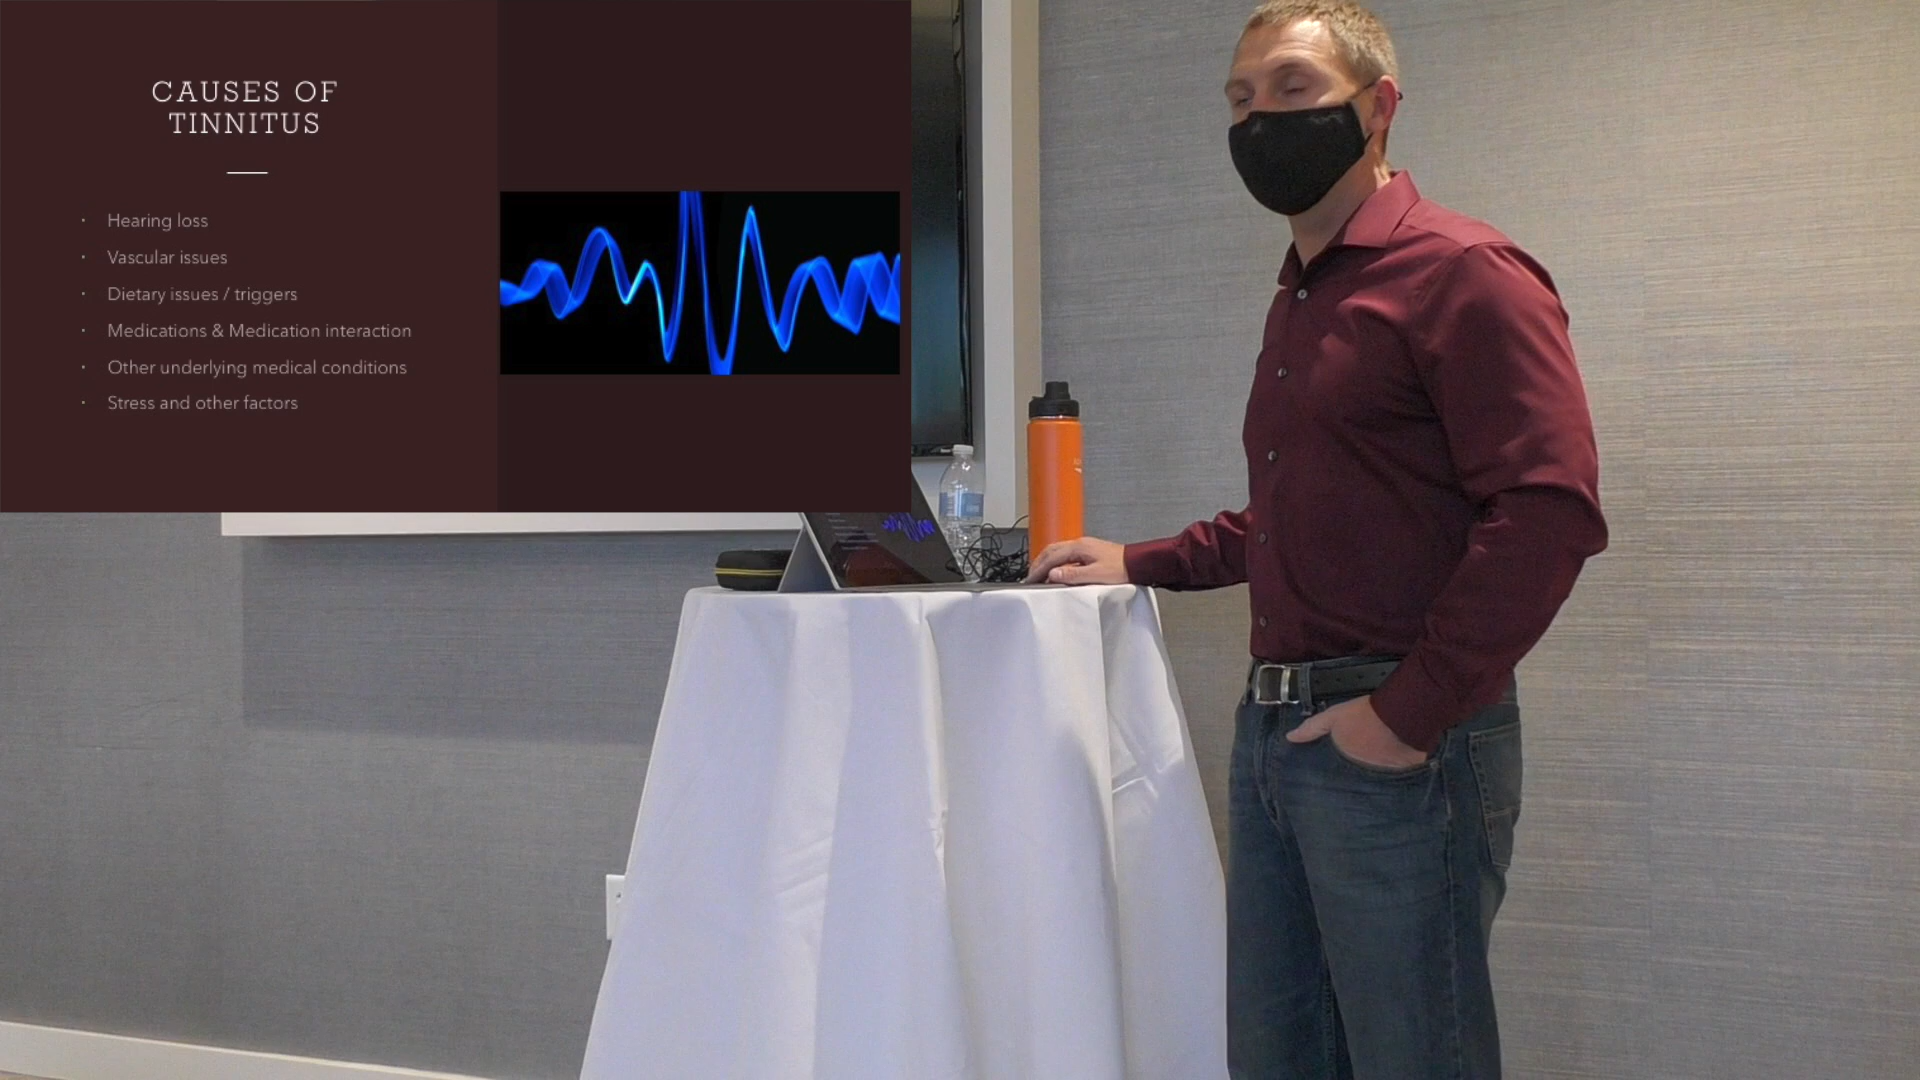 CAUSES OF
TINNITUS
· Hearing loss
· Vascular issues
· Dietary issues / triggers
· Medications & Medication interaction
· Other underlying medical conditions
· Stress and other factors